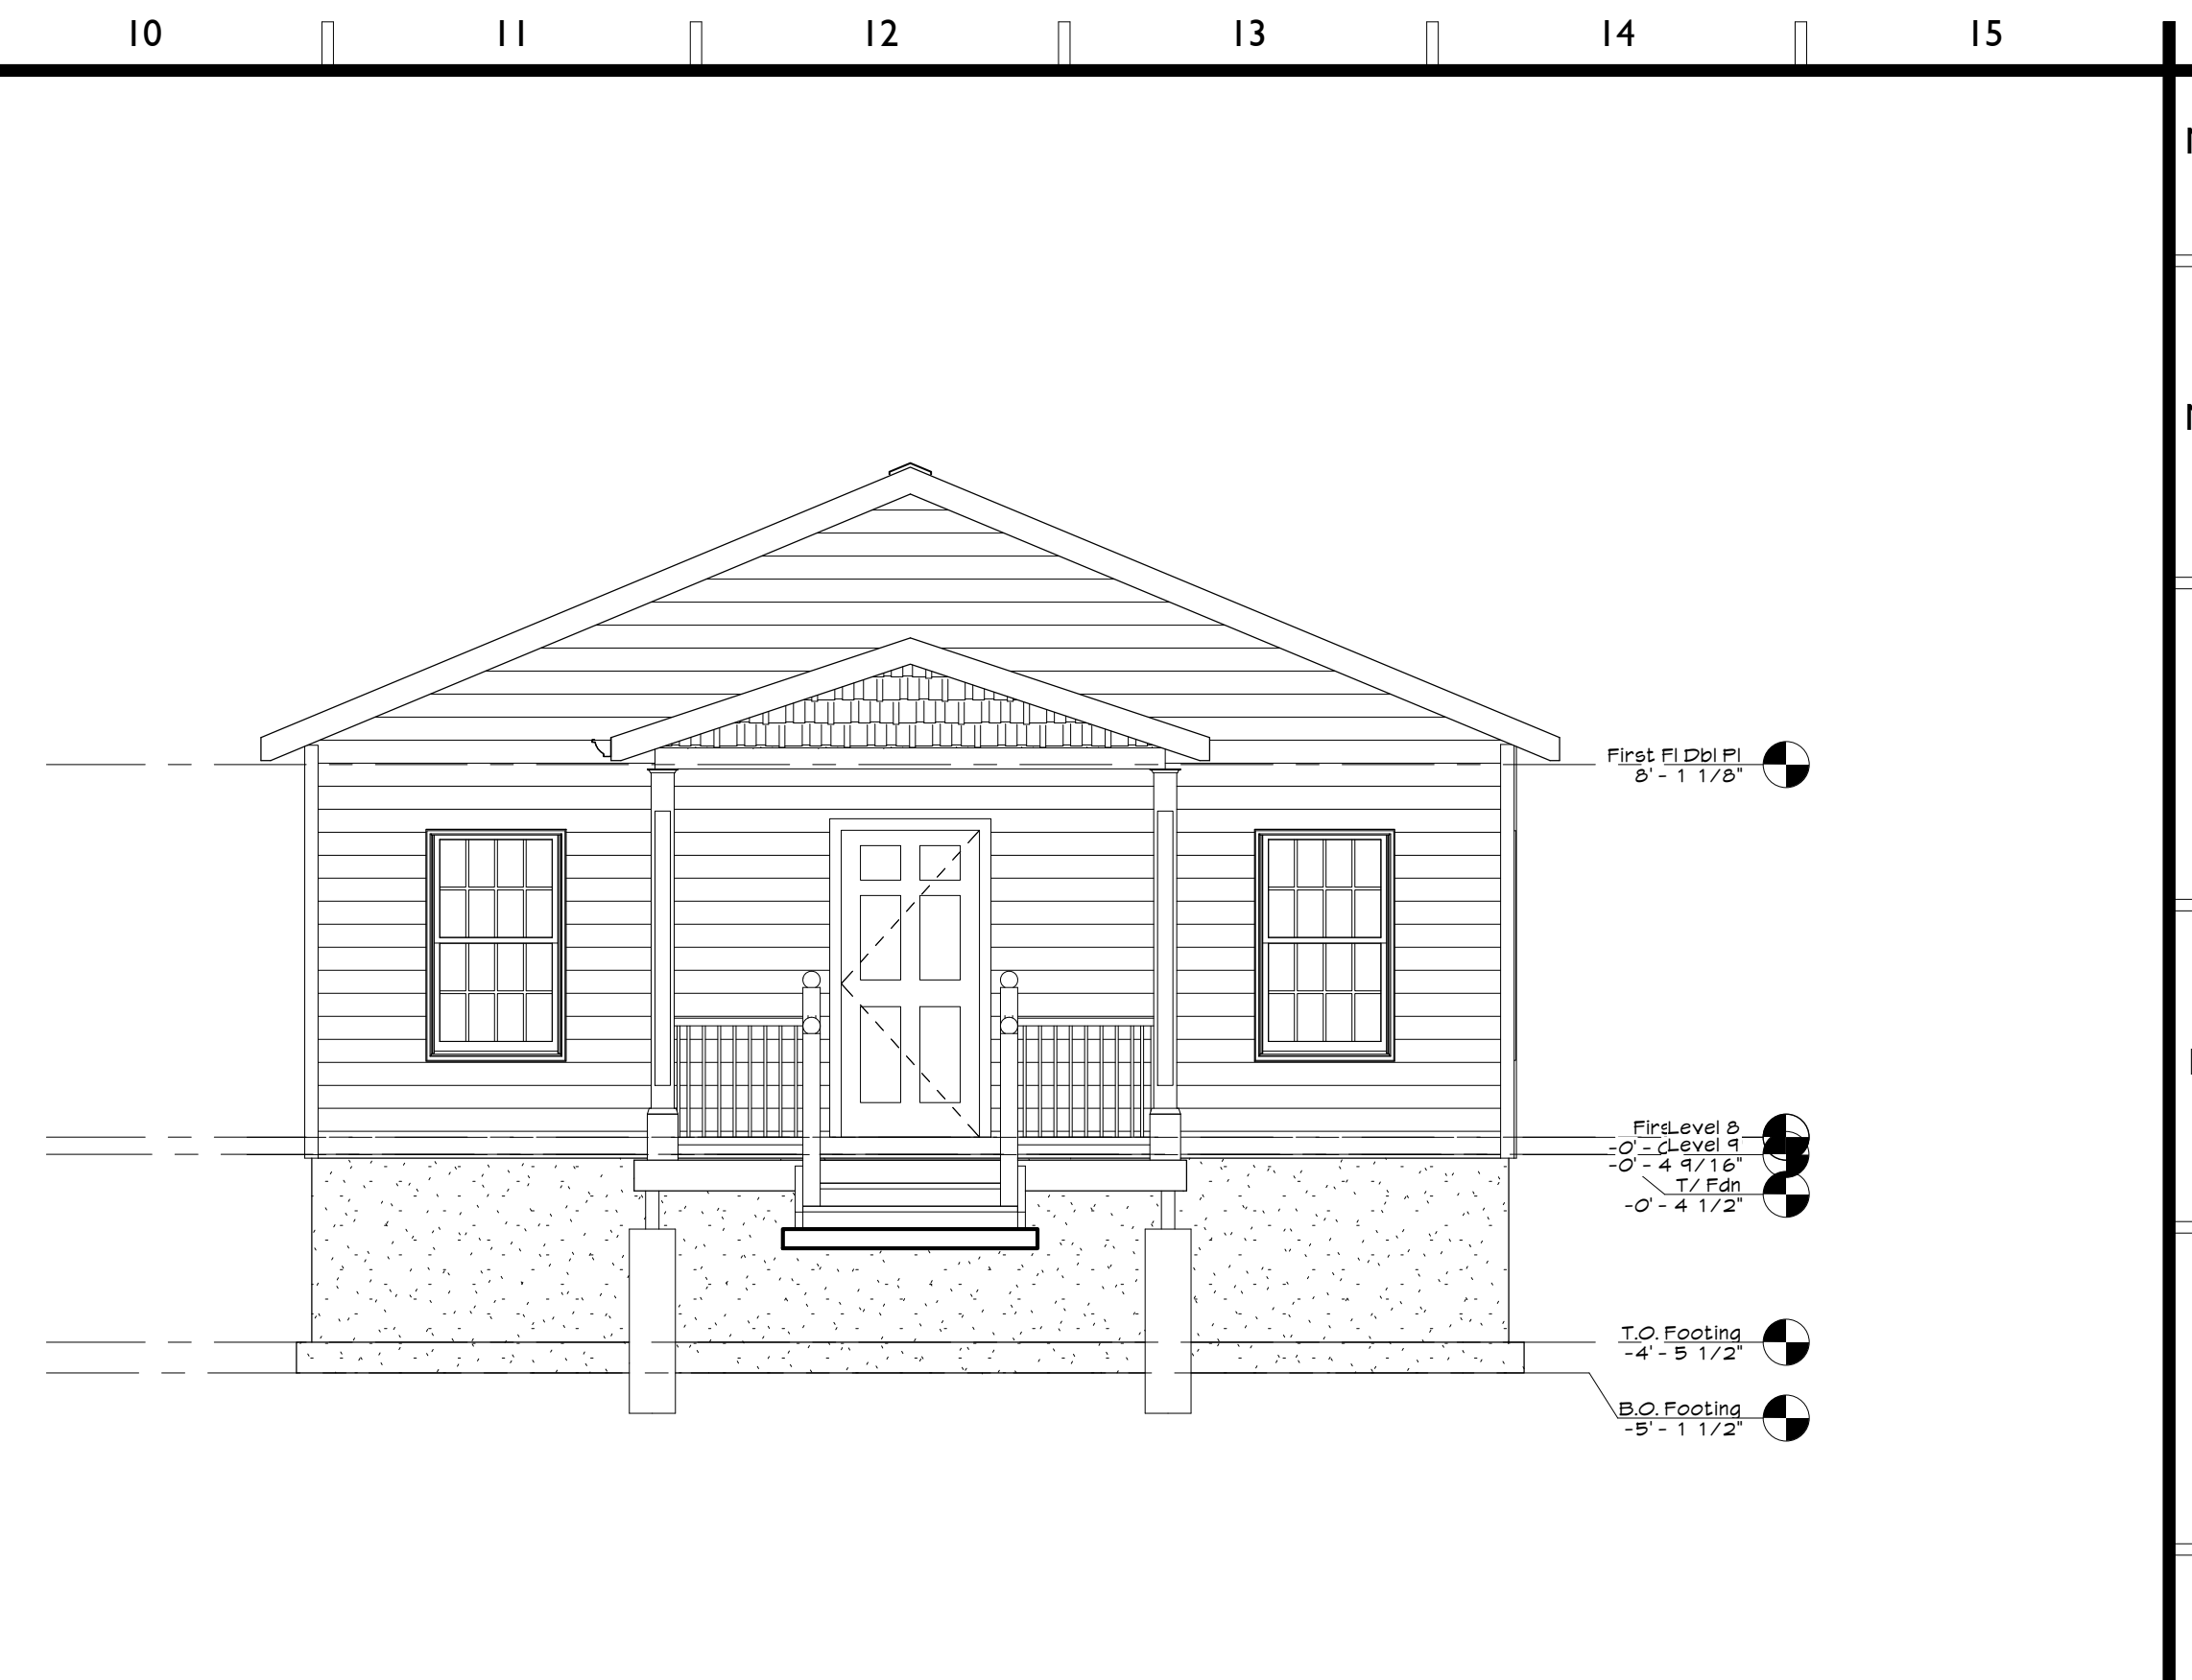 10 11 12 13 14 15
First Fl Dbl Pl
8' - 1 1/8"
Level 8
Level 9
-0' - 4 9/16"
T/ Fdn
-0' - 4 1/2"
T.O. Footing
-4' - 5 1/2"
B.O. Footing
-5' - 1 1/2"